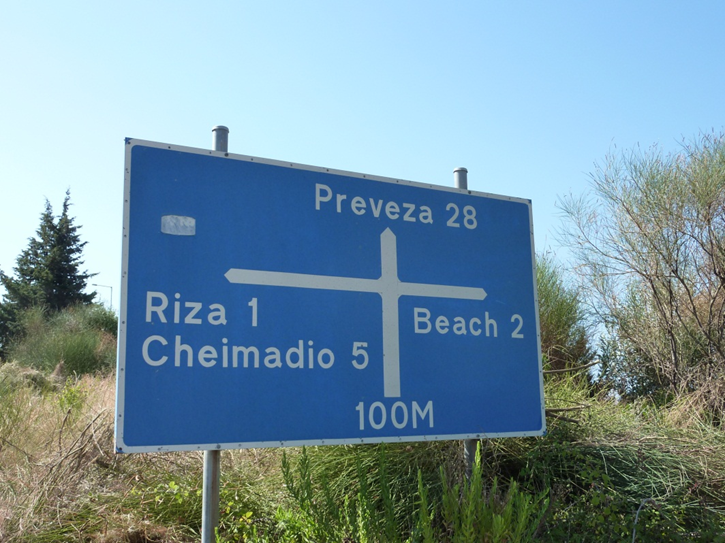 Preveza 28
Riza 1
Beach 2
Cheimadio 5
100M